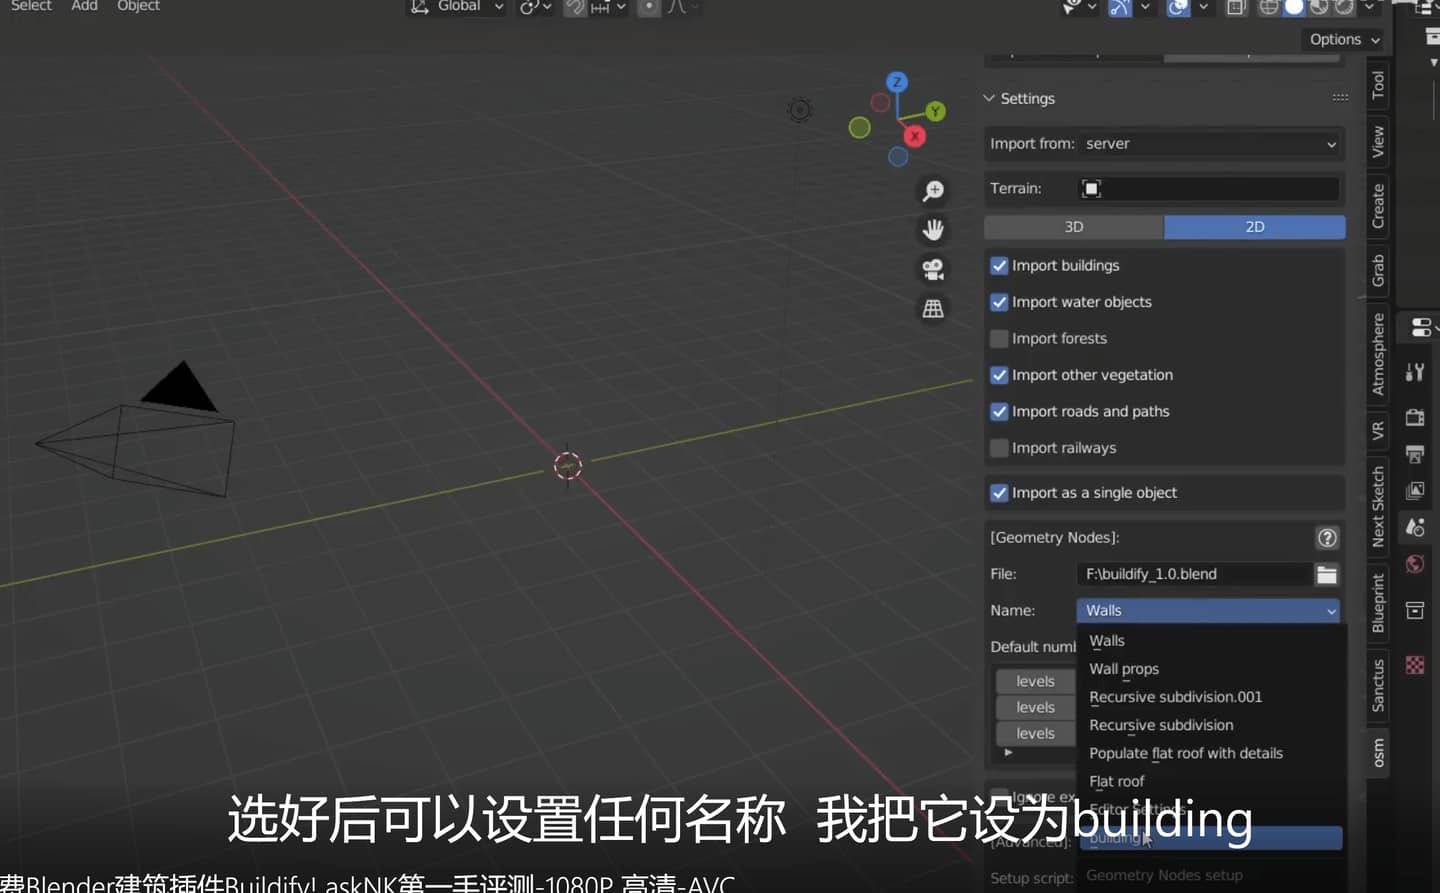 Select Add Object Global
Options
Settings
Import from: server
Terrain:
3D 2D
Import buildings
Import water objects
Import forests
Import other vegetation
Import roads and paths
Import railways
Import as a single object
[Geometry Nodes]:
File: F:\buildify_1.0.blend
Name: Walls
Walls
Default numb
Wall props
levels
Recursive subdivision.001
levels
Recursive subdivision
levels
Populate flat roof with details
Flat roof
Ignore ex
Editor Settings
[Advanced]: building
Setup script: Geometry Nodes setup
Z
Y
X
Tool
View
Create
Grab
Atmosphere
VR
Next Sketch
Blueprint
Sanctus
osm
选好后可以设置任何名称 我把它设为building
费Blender建筑插件Buildify! askNK第一手评测-1080P 高清-AVC